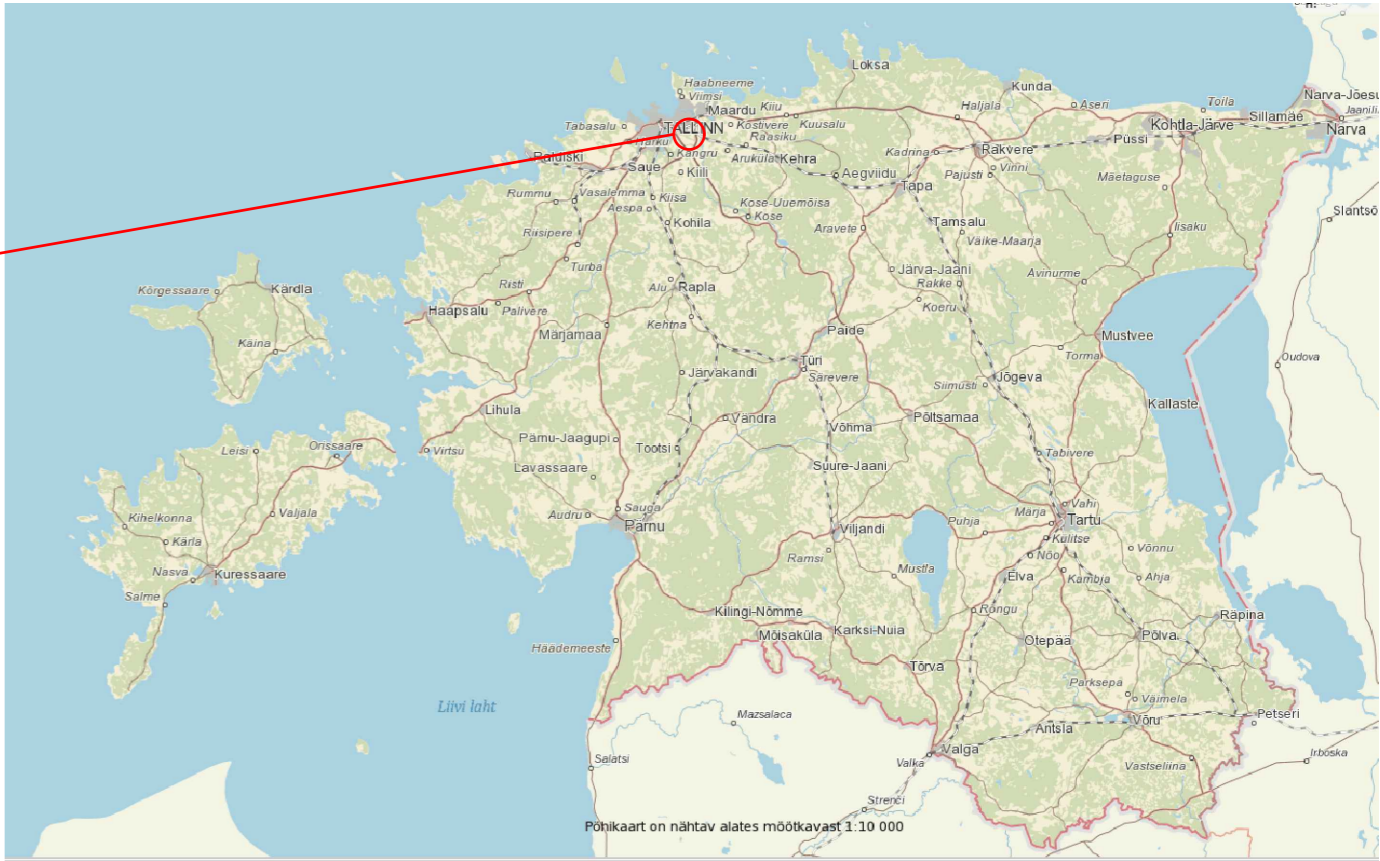 Loksa
Haabneeme
Viimsi
Kunda
Narva-Jõesu
Maardu
Kiiu
Haljala
Aseri
Toila
Jaanili
Tabasalu
TALLINN
Kostivere
Kuusalu
Kohtla-Järve
Sillamäe
Narva
Harku
Raasiku
Püssi
Paldiski
Kangru
Aruküla
Kehra
Kadrina
Rakvere
Saue
Kiili
Aegviidu
Pajusti
Vinni
Mäetaguse
Tapa
Rummu
Vasalemma
Kiisa
Kose-Uuemõisa
Aespa
Kose
Slantsõ
Kohila
Aravete
Tamsalu
Iisaku
Riisipere
Väike-Maarja
Turba
Järva-Jaani
Avinurme
Rakke
Kõrgessaare
Kärdla
Risti
Alu
Rapla
Haapsalu
Palivere
Koeru
Kehtna
Märjamaa
Paide
Mustvee
Käina
Torma
Oudova
Türi
Särevere
Järvakandi
Siimusti
Jõgeva
Kallaste
Lihula
Vändra
Põltsamaa
Võhma
Pärnu-Jaagupi
Leisi
Orissaare
Virtsu
Tootsi
Tabivere
Lavassaare
Suure-Jaani
Vahi
Kihelkonna
Valjala
Audru
Sauga
Märja
Tartu
Pärnu
Viljandi
Puhja
Kärla
Külitse
Võnnu
Ramsi
Nõo
Nasva
Kuressaare
Mustla
Elva
Kambja
Ahja
Salme
Kilingi-Nõmme
Rõngu
Räpina
Mõisaküla
Karksi-Nuia
Otepää
Põlva
Häädemeeste
Tõrva
Parksepa
Väimela
Liivi laht
Mazsalaca
Antsla
Võru
Petseri
Valga
Salatsi
Valka
Vastseliina
Irboska
Strenci
Põhikaart on nähtav alates mõõtkavast 1:10 000